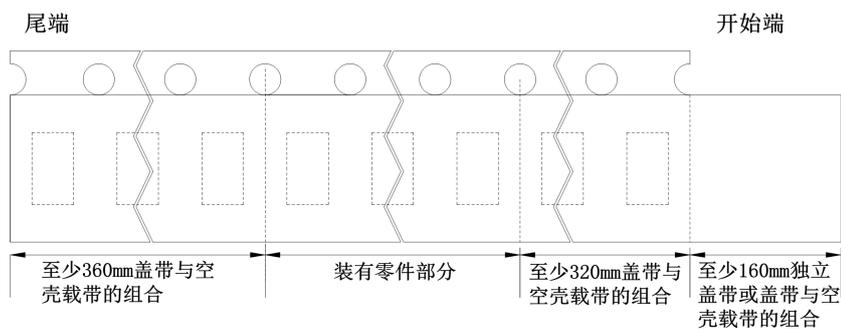 尾端
开始端
至少360mm盖带与空
壳载带的组合
装有零件部分
至少320mm盖带与
空壳载带的组合
至少160mm独立
盖带或盖带与空
壳载带的组合